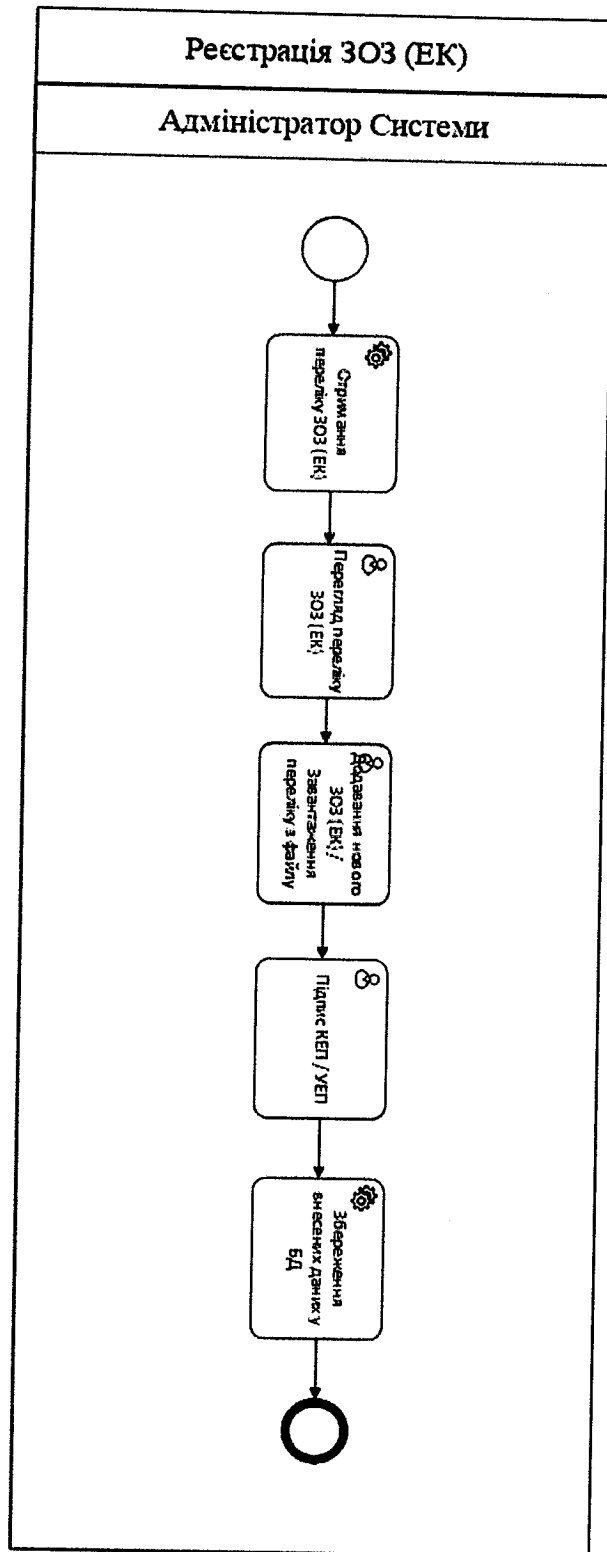 Реєстрація ЗОЗ (ЕК)
Адміністратор Системи
Отримання
переліку ЗОЗ (ЕК)
Перегляд переліку
ЗОЗ (ЕК)
Додавання нового
ЗОЗ (ЕК) /
Завантаження
переліку з файлу
Підпис КЕП / УЕП
Збереження
внесених даних у
БД